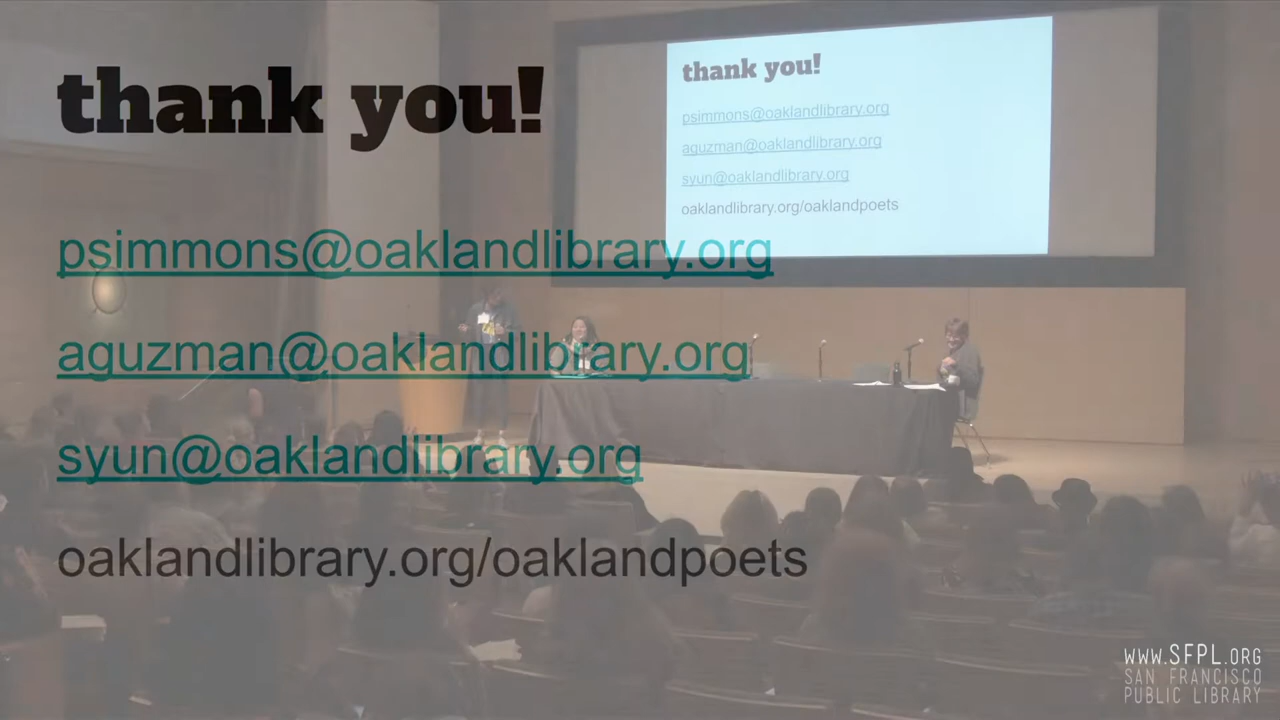 thank you!
psimmons@oaklandlibrary.org
aguzman@oaklandlibrary.org
syun@oaklandlibrary.org
oaklandlibrary.org/oaklandpoets
thank you!
psimmons@oaklandlibrary.org
aguzman@oaklandlibrary.org
syun@oaklandlibrary.org
oaklandlibrary.org/oaklandpoets
WWW.SFPL.ORG
SAN FRANCISCO
PUBLIC LIBRARY